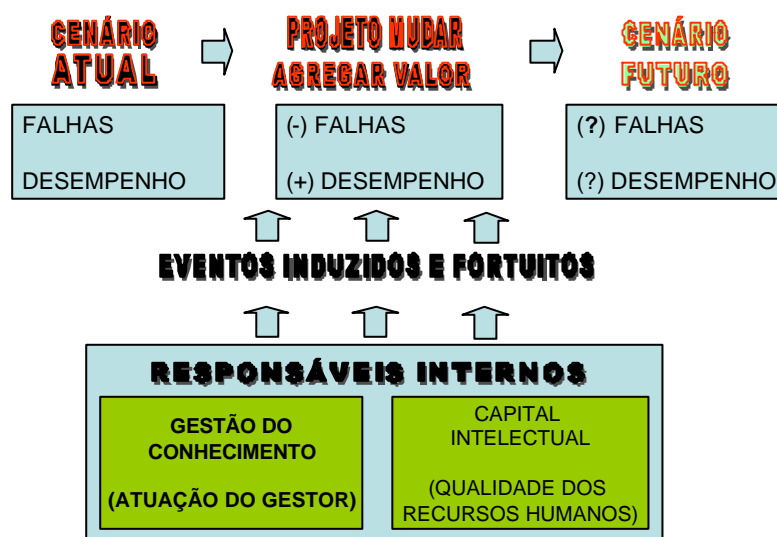 CENÁRIO
ATUAL
PROJETO MUDAR
AGREGAR VALOR
CENÁRIO
FUTURO
FALHAS
DESEMPENHO
(-) FALHAS
(+) DESEMPENHO
(?) FALHAS
(?) DESEMPENHO
EVENTOS INDUZIDOS E FORTUITOS
RESPONSÁVEIS INTERNOS
GESTÃO DO
CONHECIMENTO
(ATUAÇÃO DO GESTOR)
CAPITAL
INTELECTUAL
(QUALIDADE DOS
RECURSOS HUMANOS)